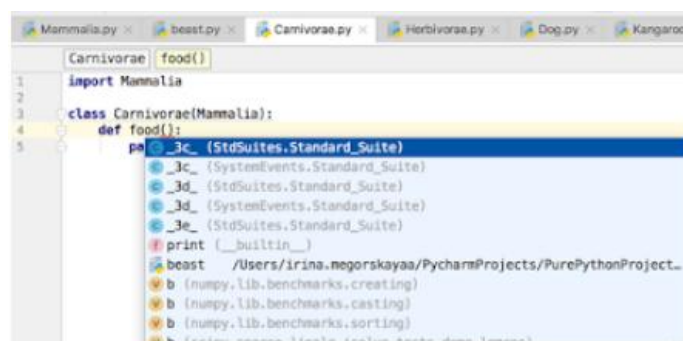 Mammalia.py × beast.py × Carnivorae.py × Herbivorae.py × Dog.py × Kangaroo
Carnivorae food()
1 import Mammalia
2
3 class Carnivorae(Mammalia):
4 def food():
5 pa
_3c_ (StdSuites.Standard_Suite)
_3c_ (SystemEvents.Standard_Suite)
_3d_ (StdSuites.Standard_Suite)
_3d_ (SystemEvents.Standard_Suite)
_3e_ (StdSuites.Standard_Suite)
print (__builtin__)
beast /Users/irina.megorskayaa/PycharmProjects/PurePythonProject…
b (numpy.lib.benchmarks.creating)
b (numpy.lib.benchmarks.casting)
b (numpy.lib.benchmarks.sorting)